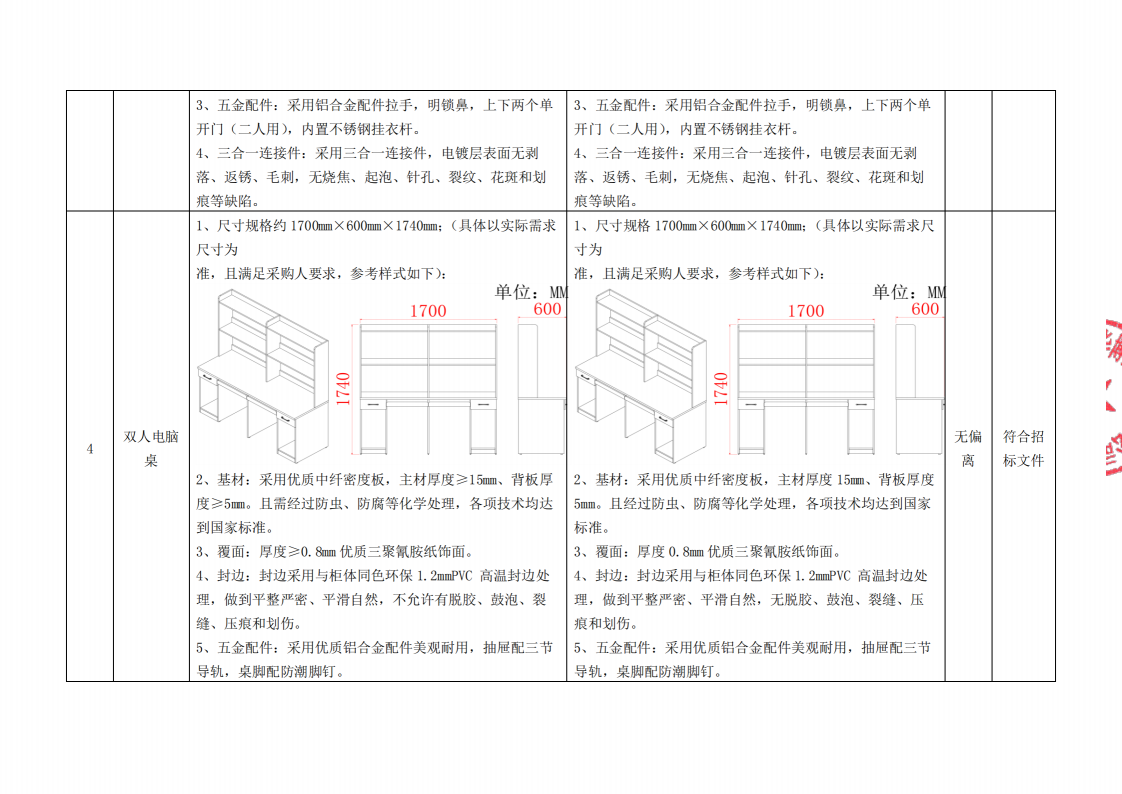 3、五金配件：采用铝合金配件拉手，明锁鼻，上下两个单
开门（二人用），内置不锈钢挂衣杆。
4、三合一连接件：采用三合一连接件，电镀层表面无剥
落、返锈、毛刺，无烧焦、起泡、针孔、裂纹、花斑和划
痕等缺陷。
3、五金配件：采用铝合金配件拉手，明锁鼻，上下两个单
开门（二人用），内置不锈钢挂衣杆。
4、三合一连接件：采用三合一连接件，电镀层表面无剥
落、返锈、毛刺，无烧焦、起泡、针孔、裂纹、花斑和划
痕等缺陷。
4
双人电脑
桌
1、尺寸规格约 1700mm×600mm×1740mm；（具体以实际需求
尺寸为
准，且满足采购人要求，参考样式如下）：
单位：MM
1700
600
1740
2、基材：采用优质中纤密度板，主材厚度≥15mm、背板厚
度≥5mm。且需经过防虫、防腐等化学处理，各项技术均达
到国家标准。
3、覆面：厚度≥0.8mm 优质三聚氰胺纸饰面。
4、封边：封边采用与柜体同色环保 1.2mmPVC 高温封边处
理，做到平整严密、平滑自然，不允许有脱胶、鼓泡、裂
缝、压痕和划伤。
5、五金配件：采用优质铝合金配件美观耐用，抽屉配三节
导轨，桌脚配防潮脚钉。
1、尺寸规格 1700mm×600mm×1740mm；（具体以实际需求尺
寸为
准，且满足采购人要求，参考样式如下）：
单位：MM
1700
600
1740
2、基材：采用优质中纤密度板，主材厚度 15mm、背板厚度
5mm。且经过防虫、防腐等化学处理，各项技术均达到国家
标准。
3、覆面：厚度 0.8mm 优质三聚氰胺纸饰面。
4、封边：封边采用与柜体同色环保 1.2mmPVC 高温封边处
理，做到平整严密、平滑自然，无脱胶、鼓泡、裂缝、压
痕和划伤。
5、五金配件：采用优质铝合金配件美观耐用，抽屉配三节
导轨，桌脚配防潮脚钉。
无偏
离
符合招
标文件